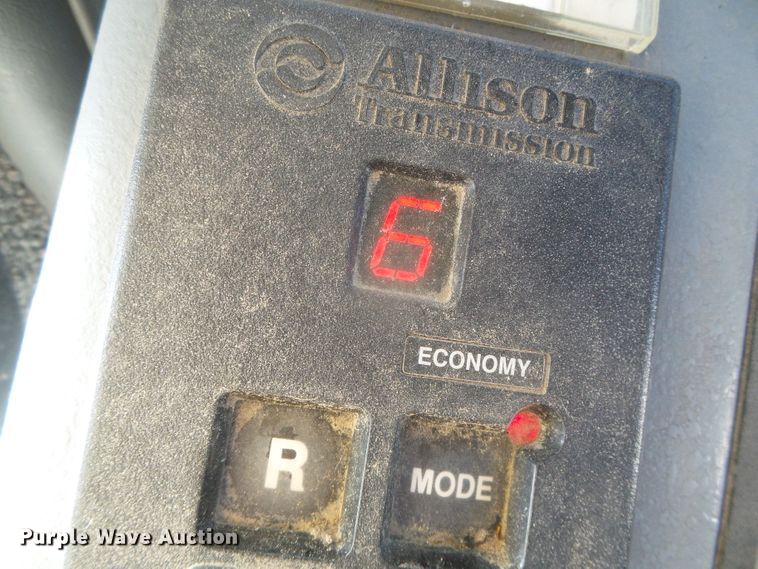 Allison
Transmission
6
ECONOMY
R
MODE
Purple Wave Auction